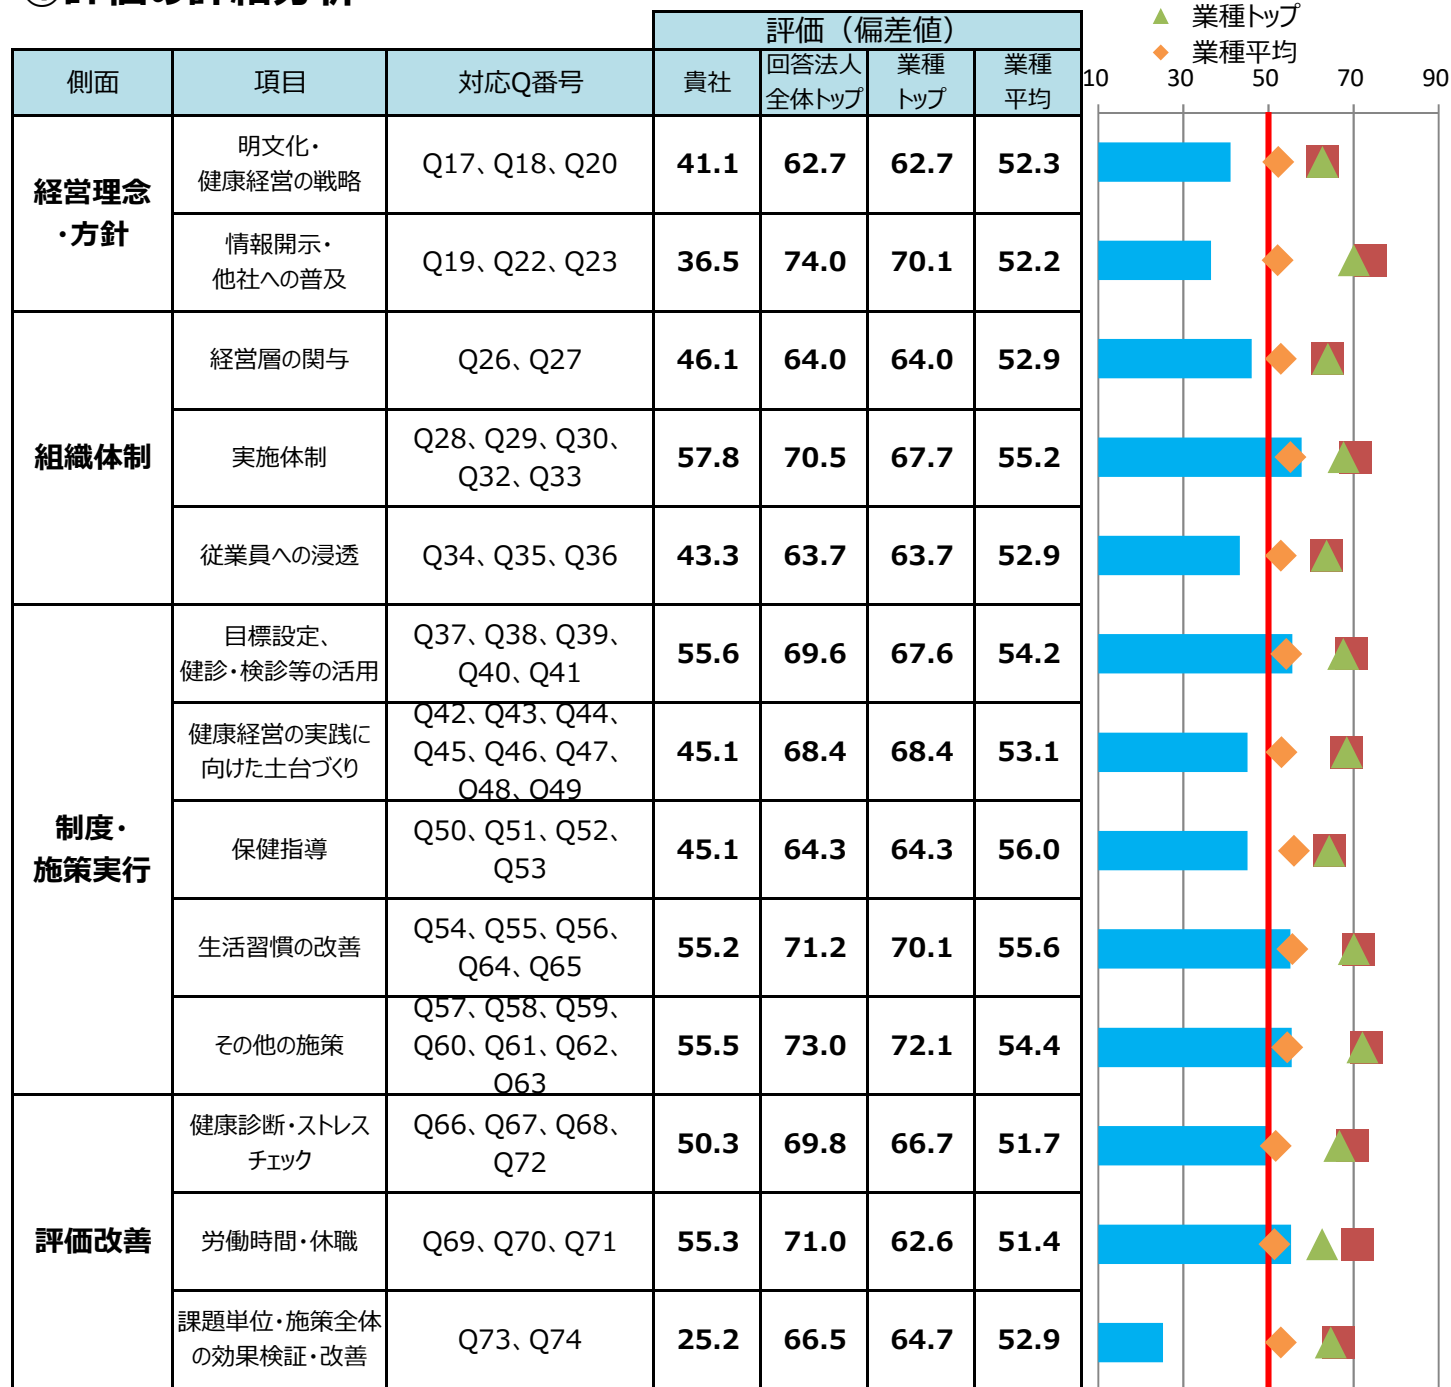 ▲ 業種トップ
◆ 業種平均
評価（偏差値）
側面 項目 対応Q番号 貴社 回答法人 全体トップ 業種 トップ 業種 平均
10 30 50 70 90
経営理念
・方針
明文化・
健康経営の戦略
Q17、Q18、Q20
41.1 62.7 62.7 52.3
情報開示・
他社への普及
Q19、Q22、Q23
36.5 74.0 70.1 52.2
組織体制
経営層の関与
Q26、Q27
46.1 64.0 64.0 52.9
実施体制
Q28、Q29、Q30、
Q32、Q33
57.8 70.5 67.7 55.2
従業員への浸透
Q34、Q35、Q36
43.3 63.7 63.7 52.9
制度・
施策実行
目標設定、
健診・検診等の活用
Q37、Q38、Q39、
Q40、Q41
55.6 69.6 67.6 54.2
健康経営の実践に
向けた土台づくり
Q42、Q43、Q44、
Q45、Q46、Q47、
Q48、Q49
45.1 68.4 68.4 53.1
保健指導
Q50、Q51、Q52、
Q53
45.1 64.3 64.3 56.0
生活習慣の改善
Q54、Q55、Q56、
Q64、Q65
55.2 71.2 70.1 55.6
その他の施策
Q57、Q58、Q59、
Q60、Q61、Q62、
Q63
55.5 73.0 72.1 54.4
評価改善
健康診断・ストレス
チェック
Q66、Q67、Q68、
Q72
50.3 69.8 66.7 51.7
労働時間・休職
Q69、Q70、Q71
55.3 71.0 62.6 51.4
課題単位・施策全体
の効果検証・改善
Q73、Q74
25.2 66.5 64.7 52.9